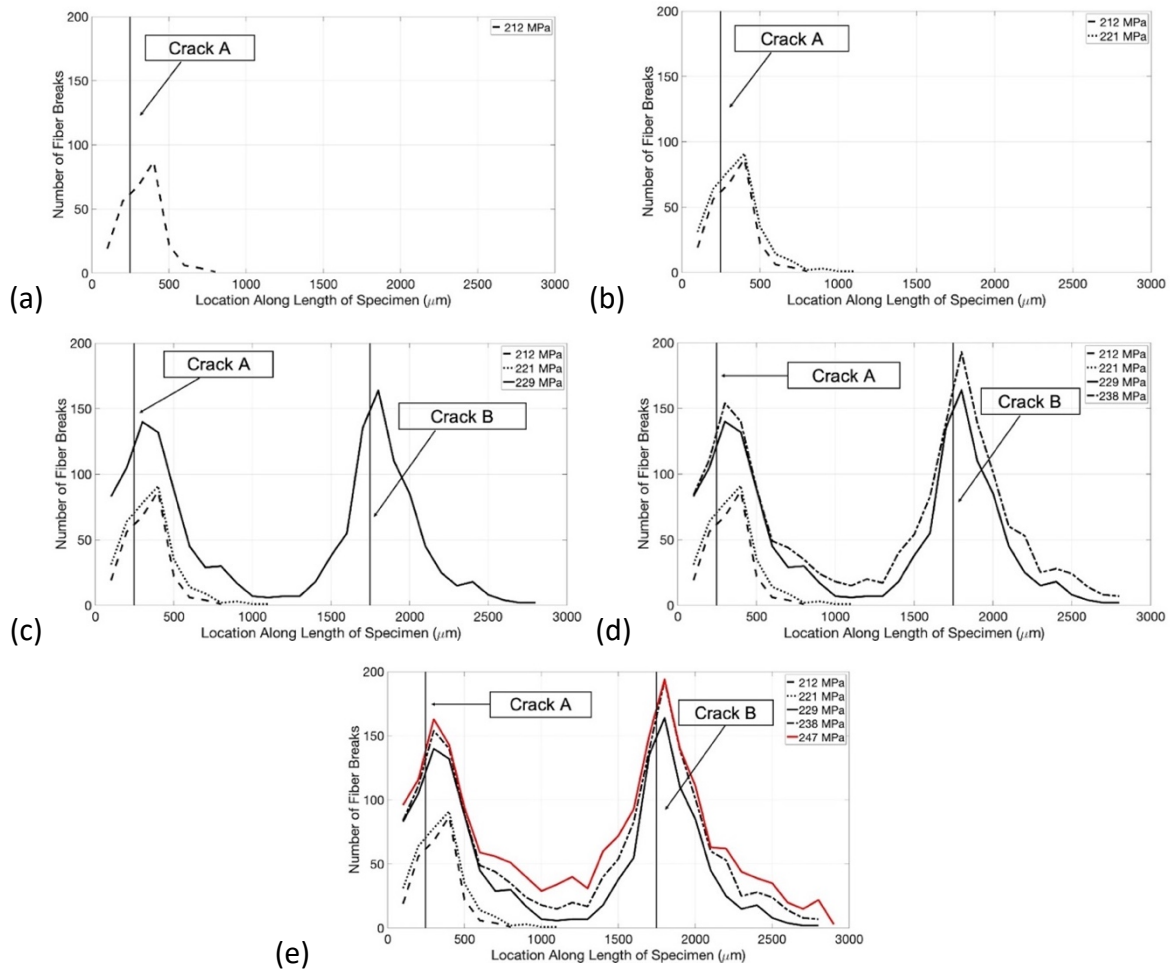 200
150
100
50
0
Number of Fiber Breaks
Crack A
212 MPa
0 500 1000 1500 2000 2500 3000
Location Along Length of Specimen (μm)
(a)
200
150
100
50
0
Number of Fiber Breaks
Crack A
212 MPa
221 MPa
0 500 1000 1500 2000 2500 3000
Location Along Length of Specimen (μm)
(b)
200
150
100
50
0
Number of Fiber Breaks
Crack A
Crack B
212 MPa
221 MPa
229 MPa
0 500 1000 1500 2000 2500 3000
Location Along Length of Specimen (μm)
(c)
200
150
100
50
0
Number of Fiber Breaks
Crack A
Crack B
212 MPa
221 MPa
229 MPa
238 MPa
0 500 1000 1500 2000 2500 3000
Location Along Length of Specimen (μm)
(d)
200
150
100
50
0
Number of Fiber Breaks
Crack A
Crack B
212 MPa
221 MPa
229 MPa
238 MPa
247 MPa
0 500 1000 1500 2000 2500 3000
Location Along Length of Specimen (μm)
(e)